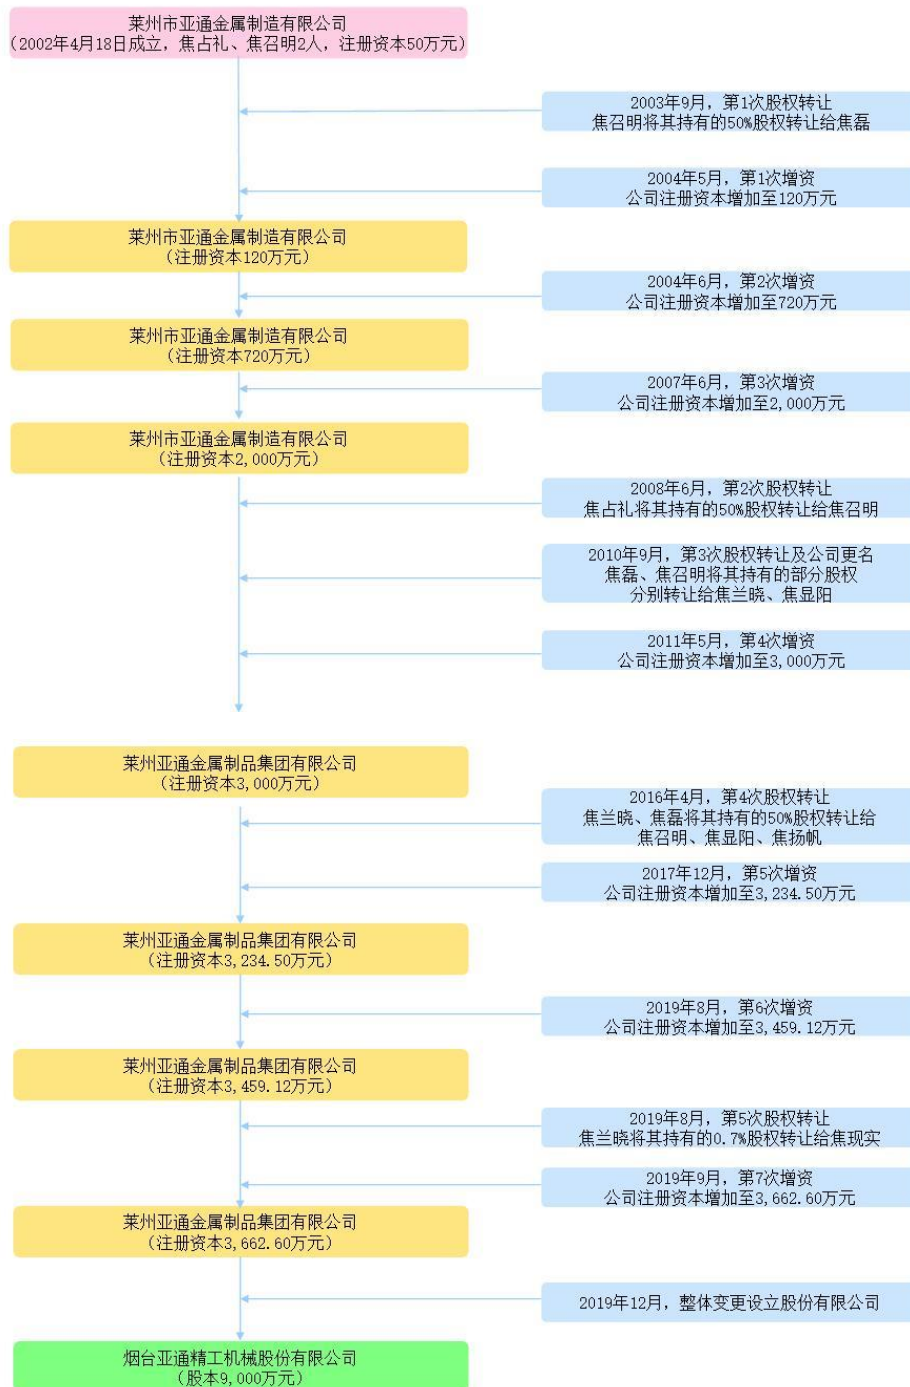 莱州市亚通金属制造有限公司
（2002年4月18日成立，焦占礼、焦召明2人，注册资本50万元）
2003年9月，第1次股权转让
焦召明将其持有的50%股权转让给焦磊
2004年5月，第1次增资
公司注册资本增加至120万元
莱州市亚通金属制造有限公司
（注册资本120万元）
2004年6月，第2次增资
公司注册资本增加至720万元
莱州市亚通金属制造有限公司
（注册资本720万元）
2007年6月，第3次增资
公司注册资本增加至2,000万元
莱州市亚通金属制造有限公司
（注册资本2,000万元）
2008年6月，第2次股权转让
焦占礼将其持有的50%股权转让给焦召明
2010年9月，第3次股权转让及公司更名
焦磊、焦召明将其持有的部分股权
分别转让给焦兰晓、焦显阳
2011年5月，第4次增资
公司注册资本增加至3,000万元
莱州亚通金属制品集团有限公司
（注册资本3,000万元）
2016年4月，第4次股权转让
焦兰晓、焦磊将其持有的50%股权转让给
焦召明、焦显阳、焦扬帆
2017年12月，第5次增资
公司注册资本增加至3,234.50万元
莱州亚通金属制品集团有限公司
（注册资本3,234.50万元）
2019年8月，第6次增资
公司注册资本增加至3,459.12万元
莱州亚通金属制品集团有限公司
（注册资本3,459.12万元）
2019年8月，第5次股权转让
焦兰晓将其持有的0.7%股权转让给焦现实
2019年9月，第7次增资
公司注册资本增加至3,662.60万元
莱州亚通金属制品集团有限公司
（注册资本3,662.60万元）
2019年12月，整体变更设立股份有限公司
烟台亚通精工机械股份有限公司
（股本9,000万元）